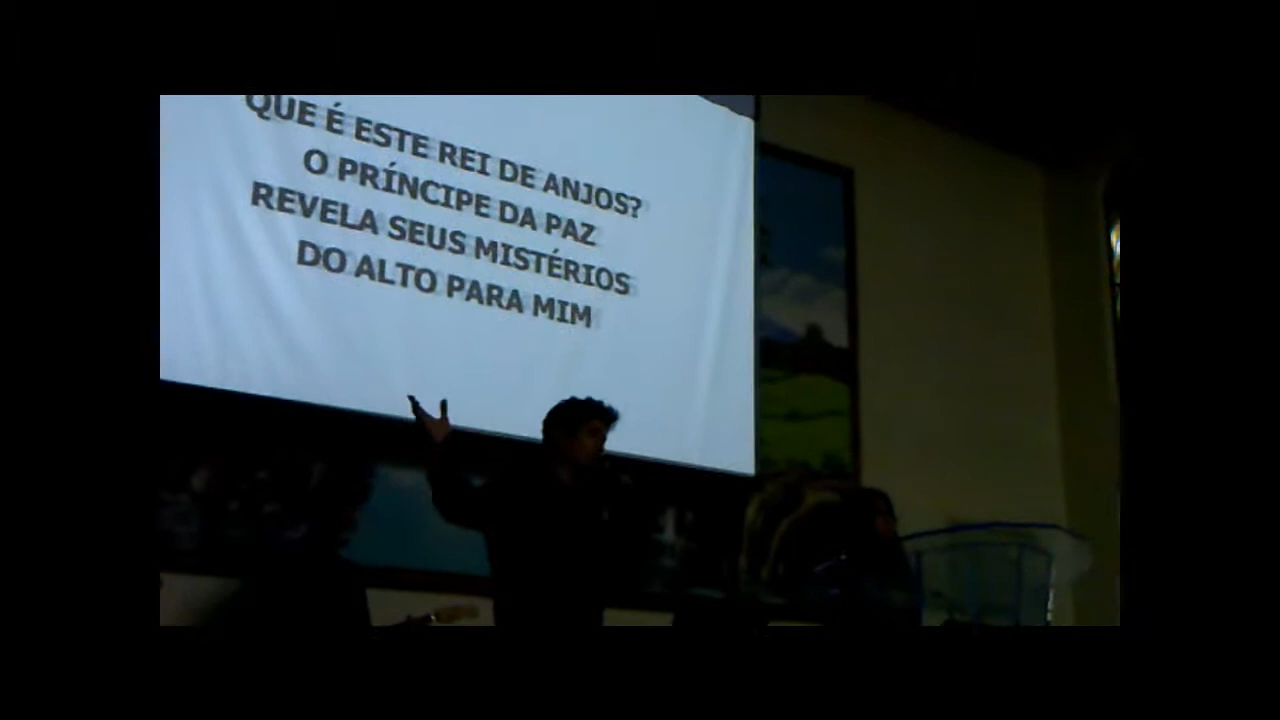 QUE É ESTE REI DE ANJOS?
O PRÍNCIPE DA PAZ
REVELA SEUS MISTÉRIOS
DO ALTO PARA MIM